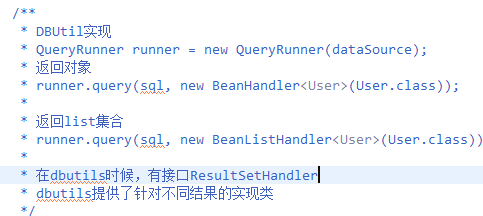 /**
* DBUtil实现
* QueryRunner runner = new QueryRunner(dataSource);
* 返回对象
* runner.query(sql, new BeanHandler<User>(User.class));
*
* 返回list集合
* runner.query(sql, new BeanListHandler<User>(User.class))
*
* 在dbutils时候，有接口ResultSetHandler
* dbutils提供了针对不同结果的实现类
*/